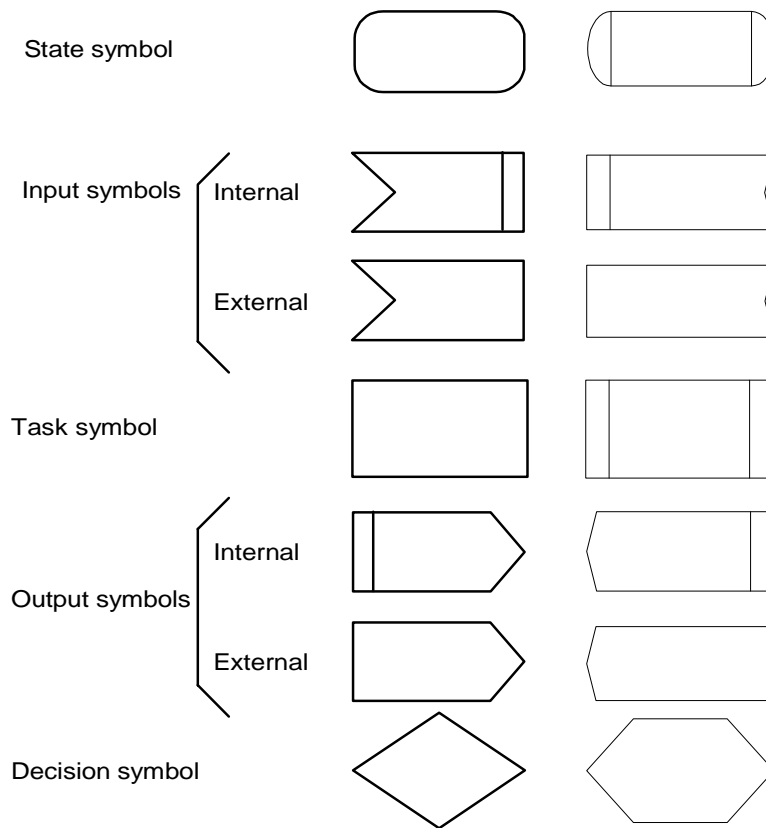 State symbol
Input symbols
Internal
External
Task symbol
Internal
Output symbols
External
Decision symbol